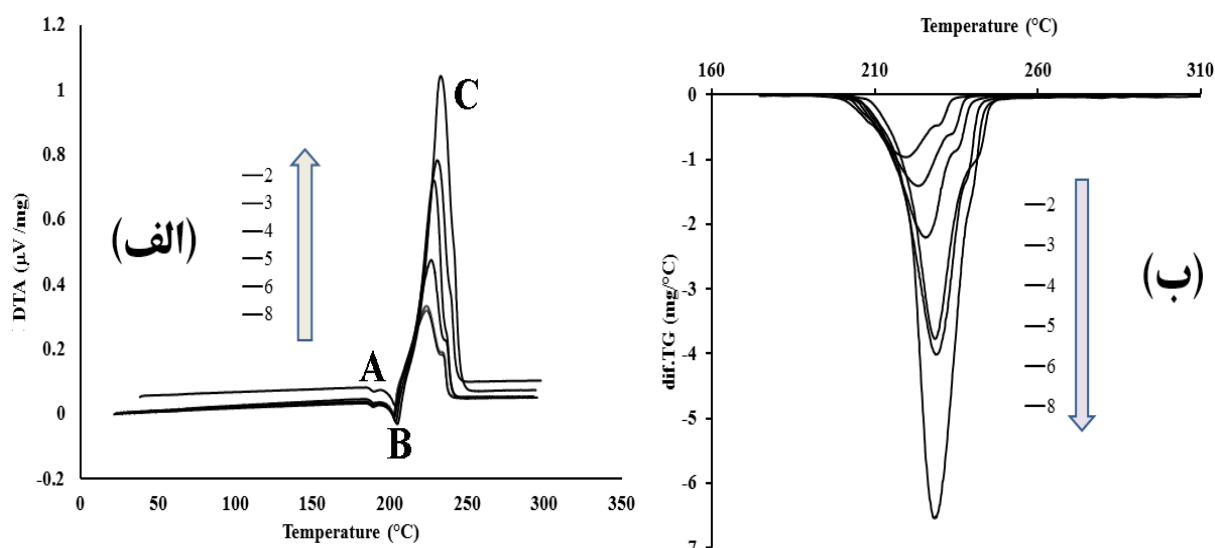 1.2
1
0.8
0.6
0.4
0.2
0
-0.2
DTA (µV /mg)
0 50 100 150 200 250 300 350
Temperature (°C)
A
B
C
2
3
4
5
6
8
(الف)
Temperature (°C)
160 210 260 310
0
-1
-2
-3
-4
-5
-6
-7
dif.TG (mg/°C)
2
3
4
5
6
8
(ب)